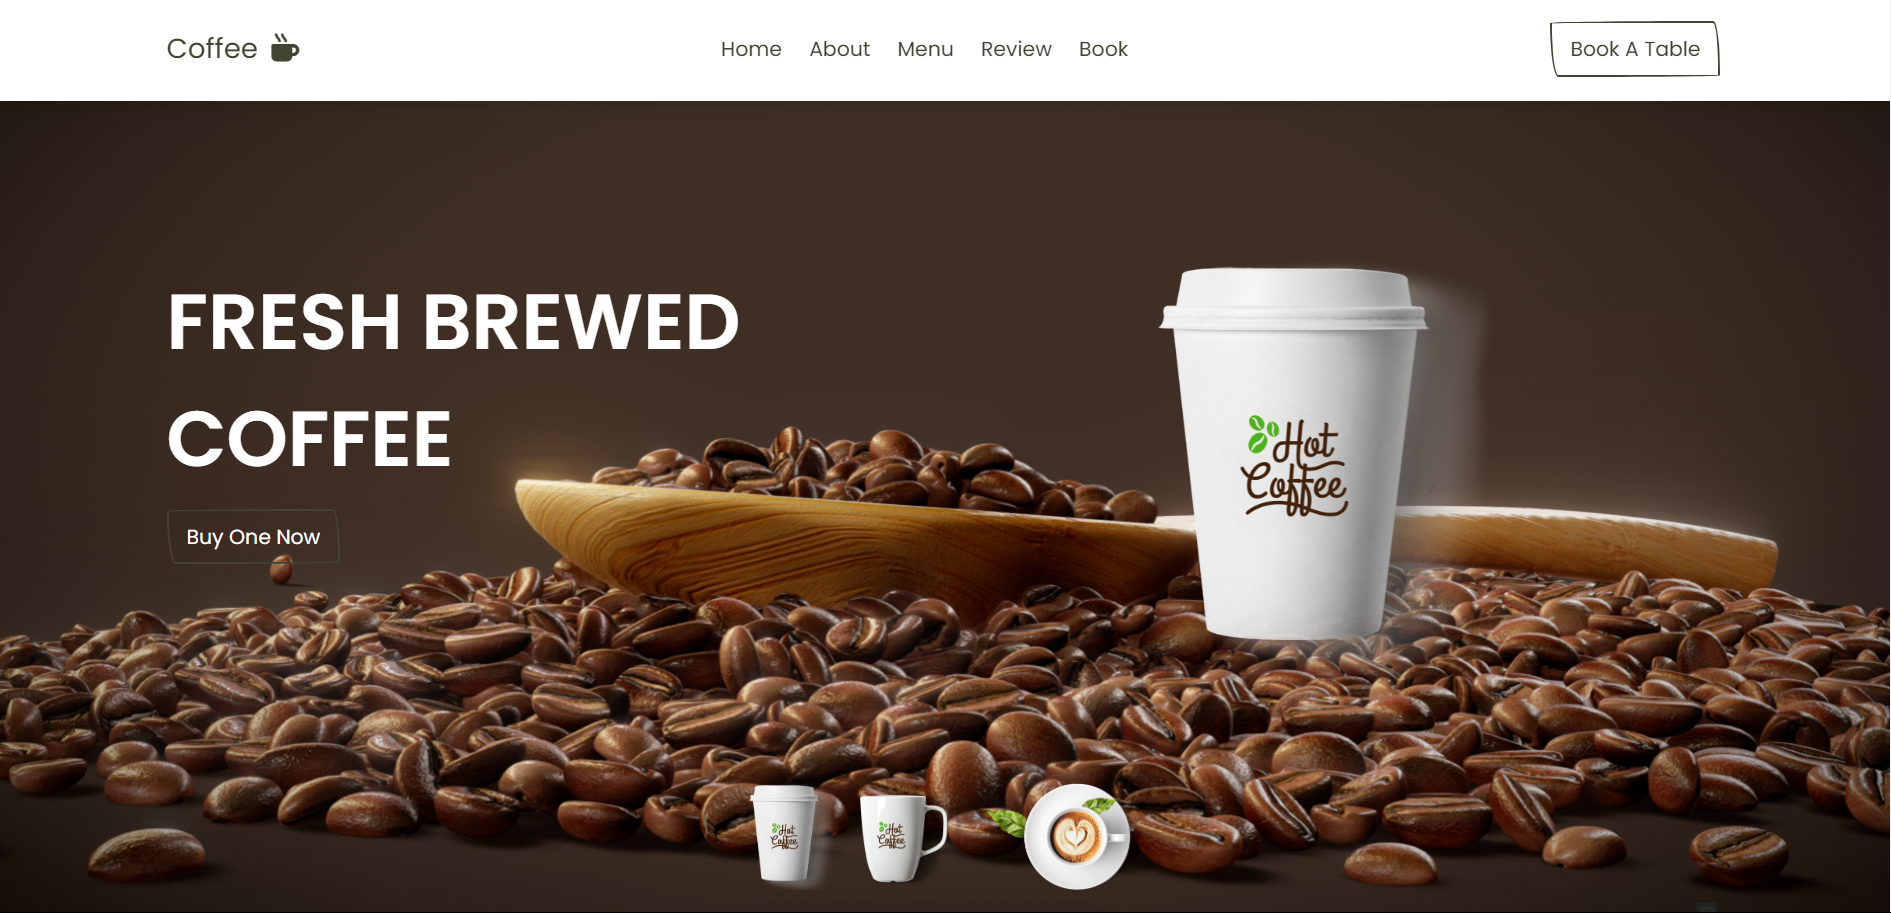 Coffee
Home About Menu Review Book
Book A Table
FRESH BREWED
COFFEE
Buy One Now
Hot
Coffee
Hot
Coffee
Hot
Coffee